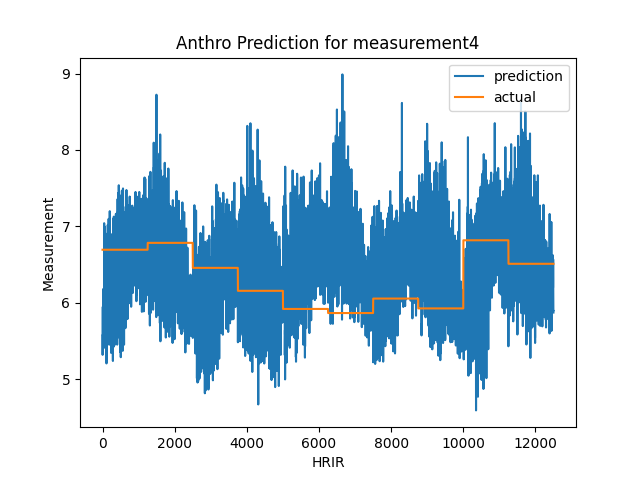 Anthro Prediction for measurement4
prediction
actual
Measurement
9
8
7
6
5
0
2000
4000
6000
8000
10000
12000
HRIR